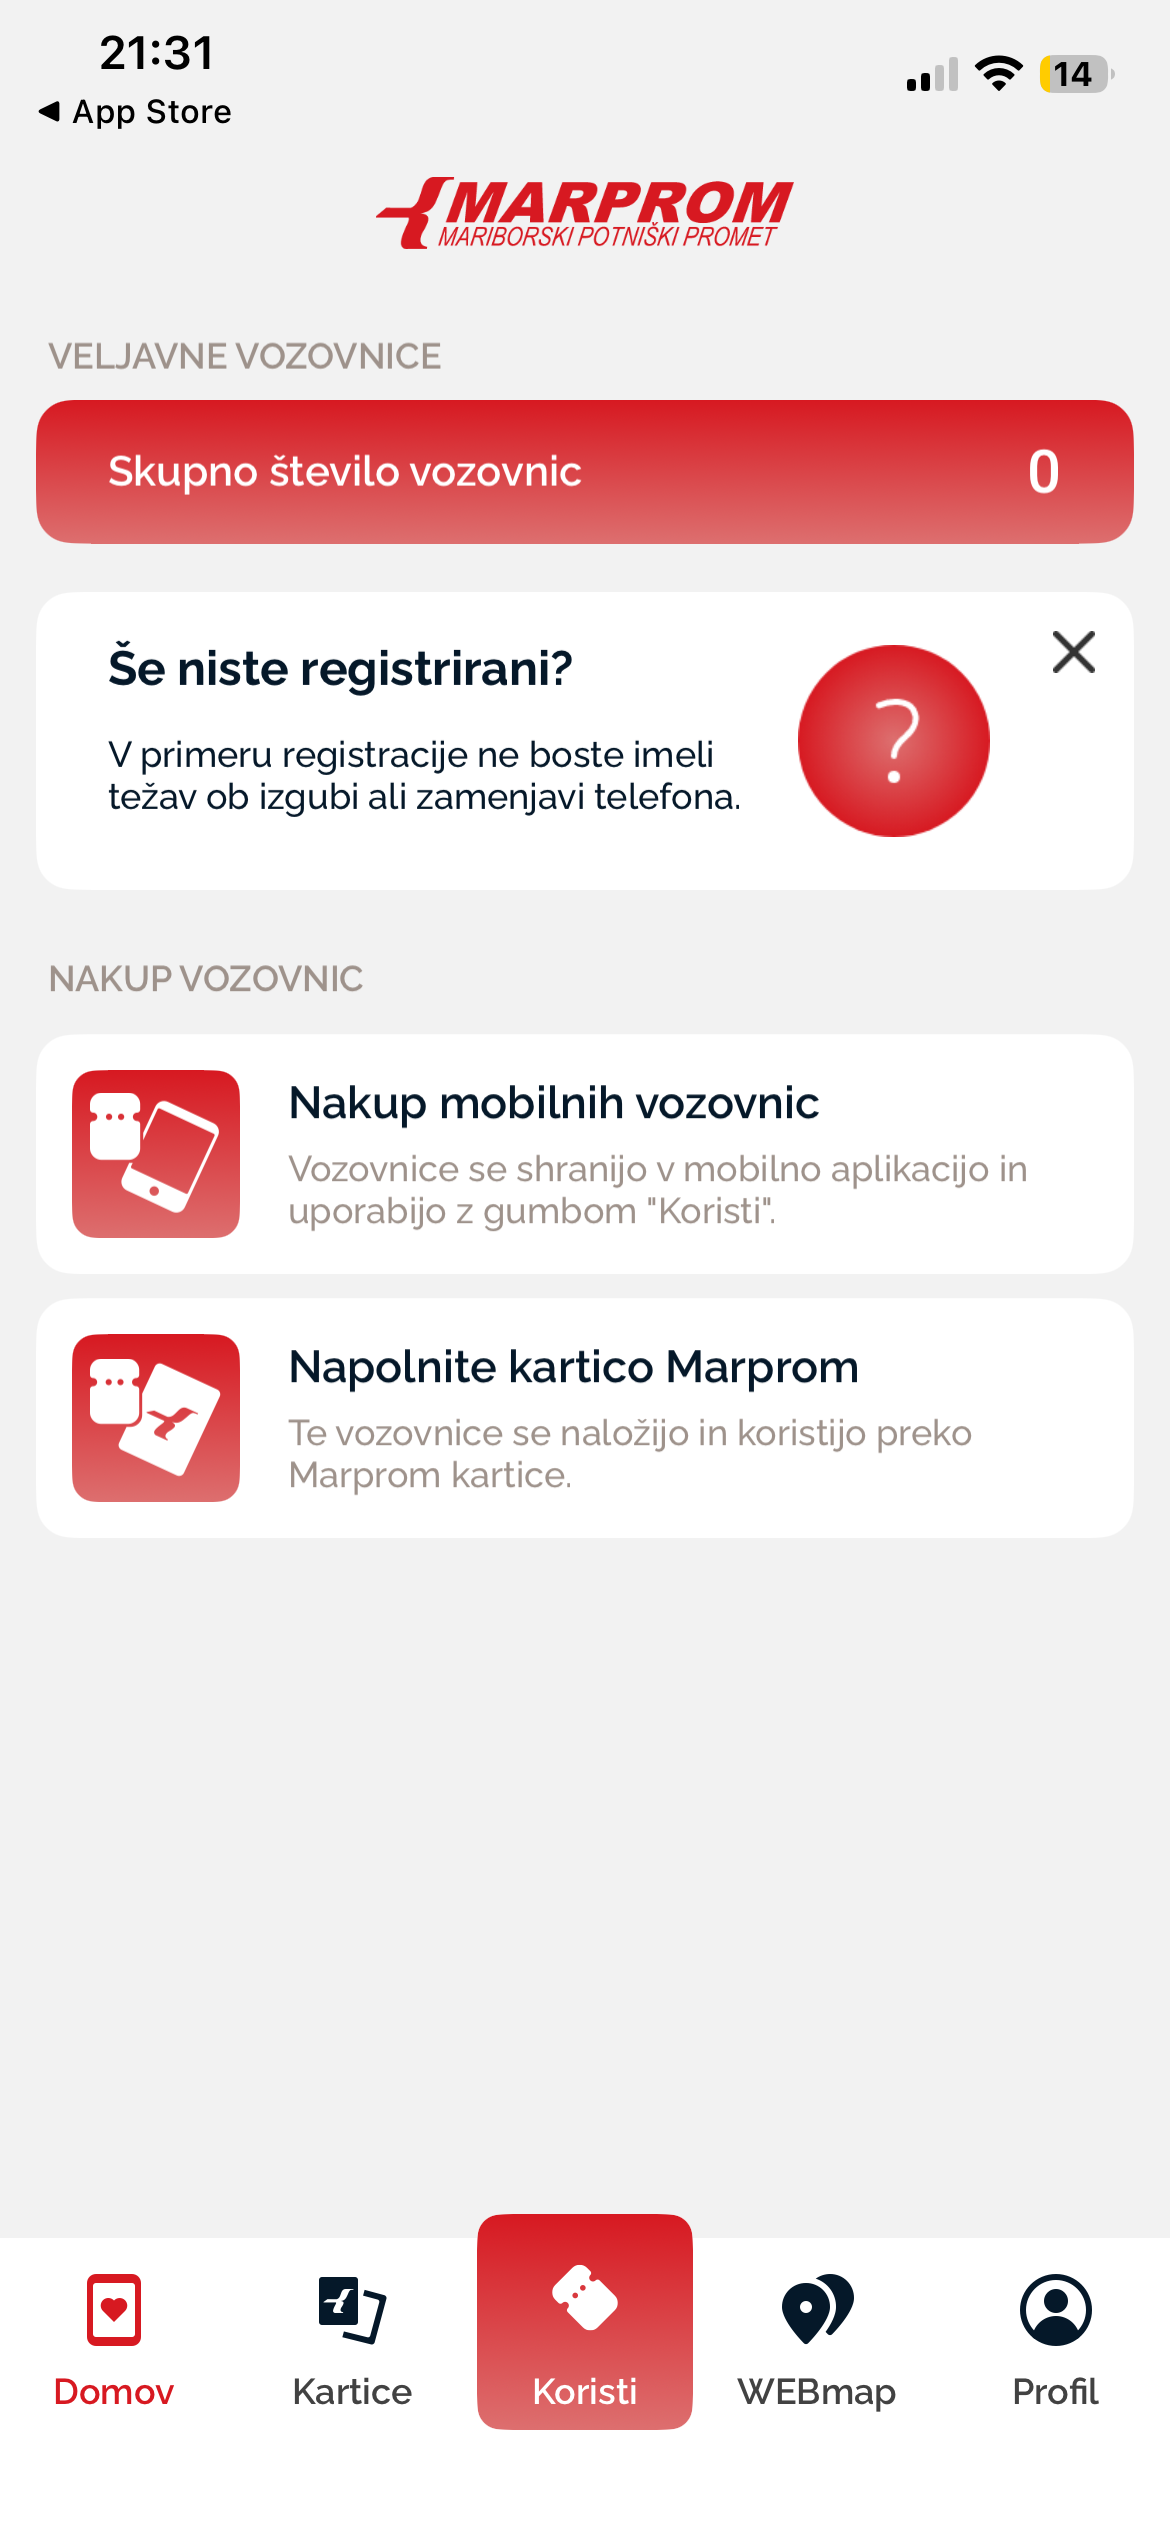 21:31
14
◀ App Store
MARPROM
MARIBORSKI POTNIŠKI PROMET
VELJAVNE VOZOVNICE
Skupno število vozovnic 0
Še niste registrirani?
?
V primeru registracije ne boste imeli
težav ob izgubi ali zamenjavi telefona.
NAKUP VOZOVNIC
Nakup mobilnih vozovnic
Vozovnice se shranijo v mobilno aplikacijo in
uporabijo z gumbom "Koristi".
Napolnite kartico Marprom
Te vozovnice se naložijo in koristijo preko
Marprom kartice.
Domov Kartice Koristi WEBmap Profil